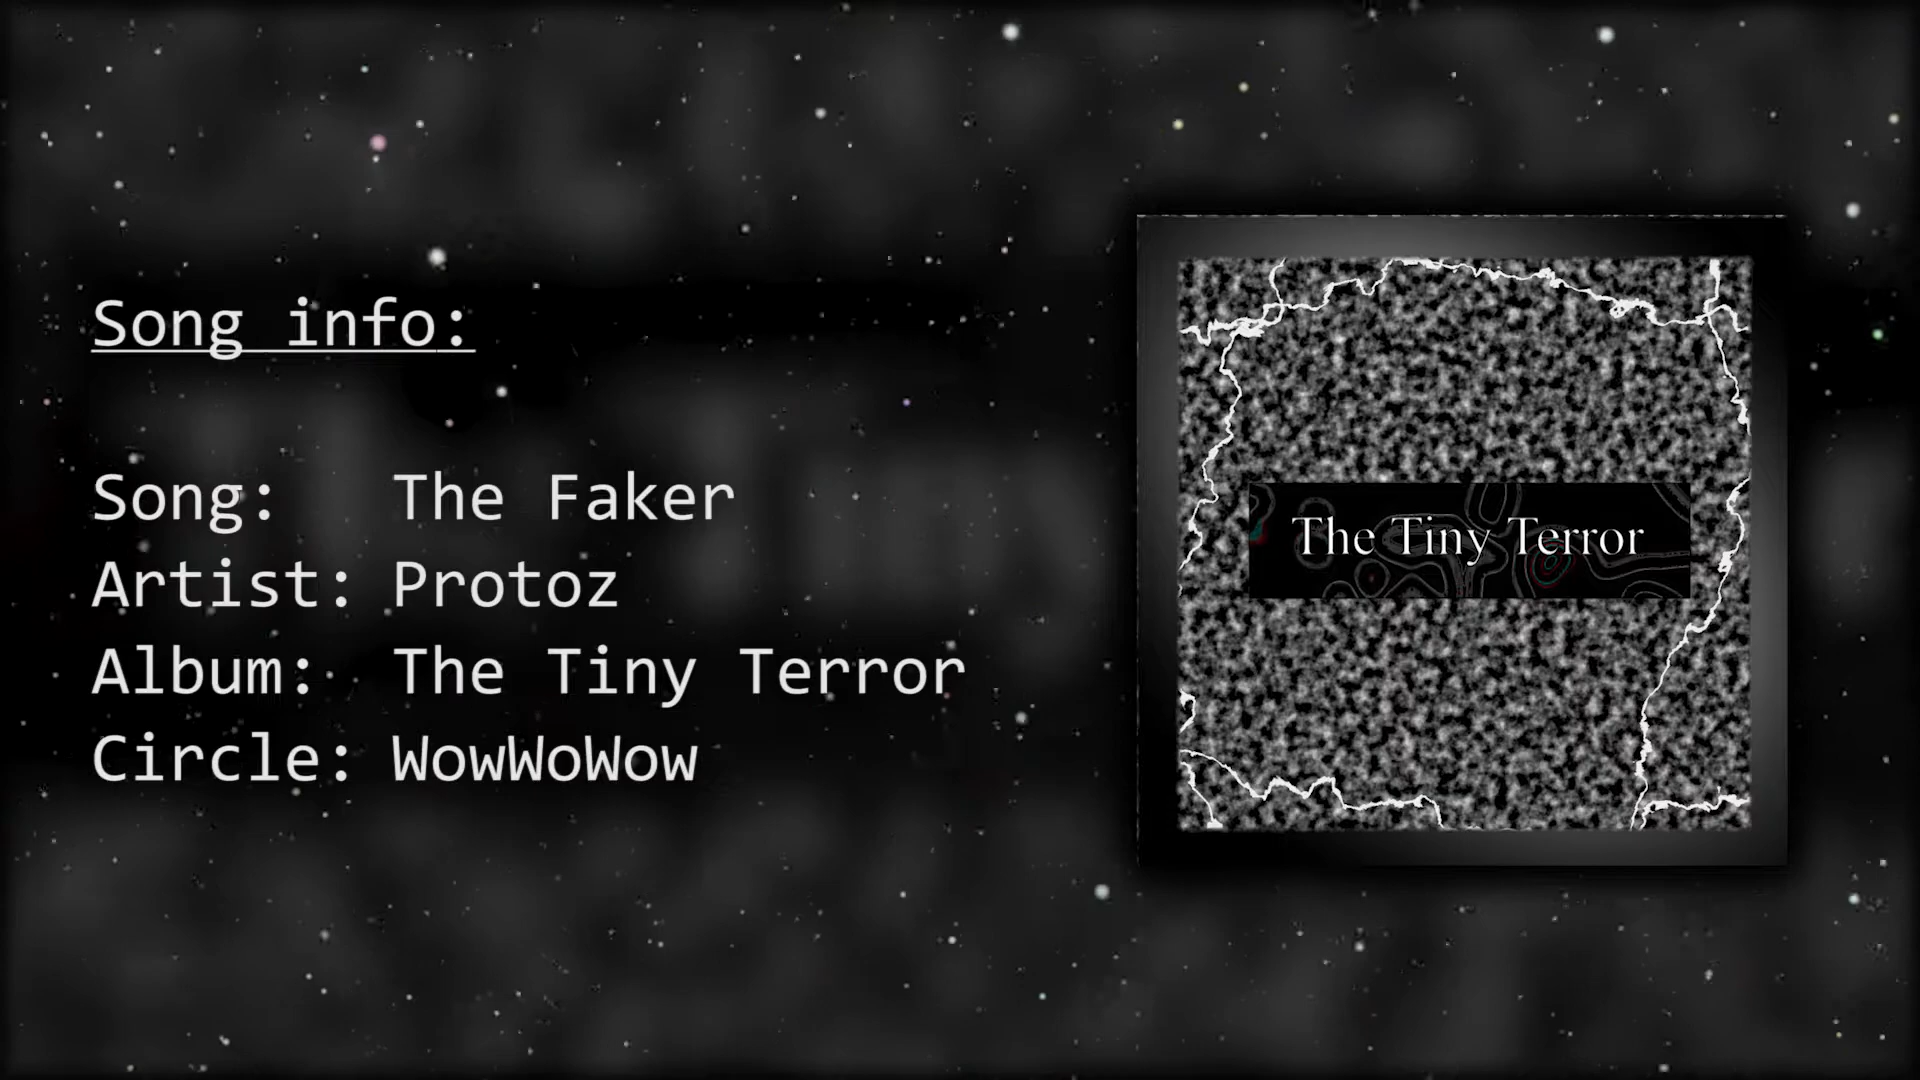 Song info:
Song: The Faker
Artist: Protoz
Album: The Tiny Terror
Circle: WowWoWow
The Tiny Terror